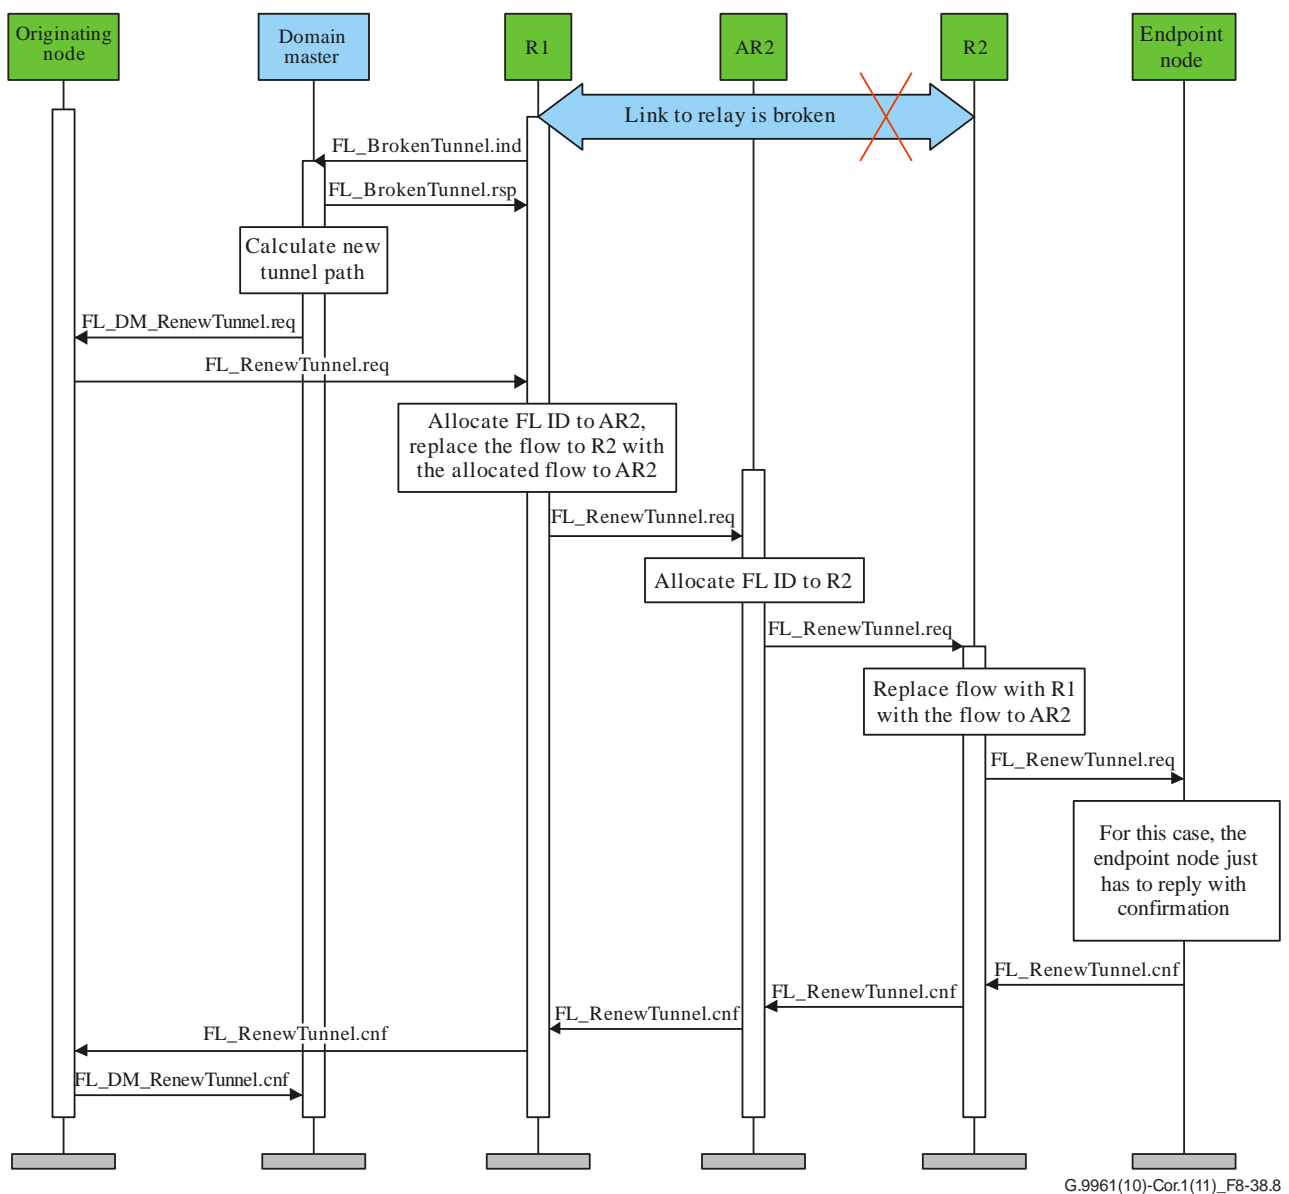 Originating
node
Domain
master
R1
AR2
R2
Endpoint
node
Link to relay is broken
FL_BrokenTunnel.ind
FL_BrokenTunnel.rsp
Calculate new
tunnel path
FL_DM_RenewTunnel.req
FL_RenewTunnel.req
Allocate FL ID to AR2,
replace the flow to R2 with
the allocated flow to AR2
FL_RenewTunnel.req
Allocate FL ID to R2
FL_RenewTunnel.req
Replace flow with R1
with the flow to AR2
FL_RenewTunnel.req
For this case, the
endpoint node just
has to reply with
confirmation
FL_RenewTunnel.cnf
FL_RenewTunnel.cnf
FL_RenewTunnel.cnf
FL_RenewTunnel.cnf
FL_DM_RenewTunnel.cnf
G.9961(10)-Cor.1(11)_F8-38.8